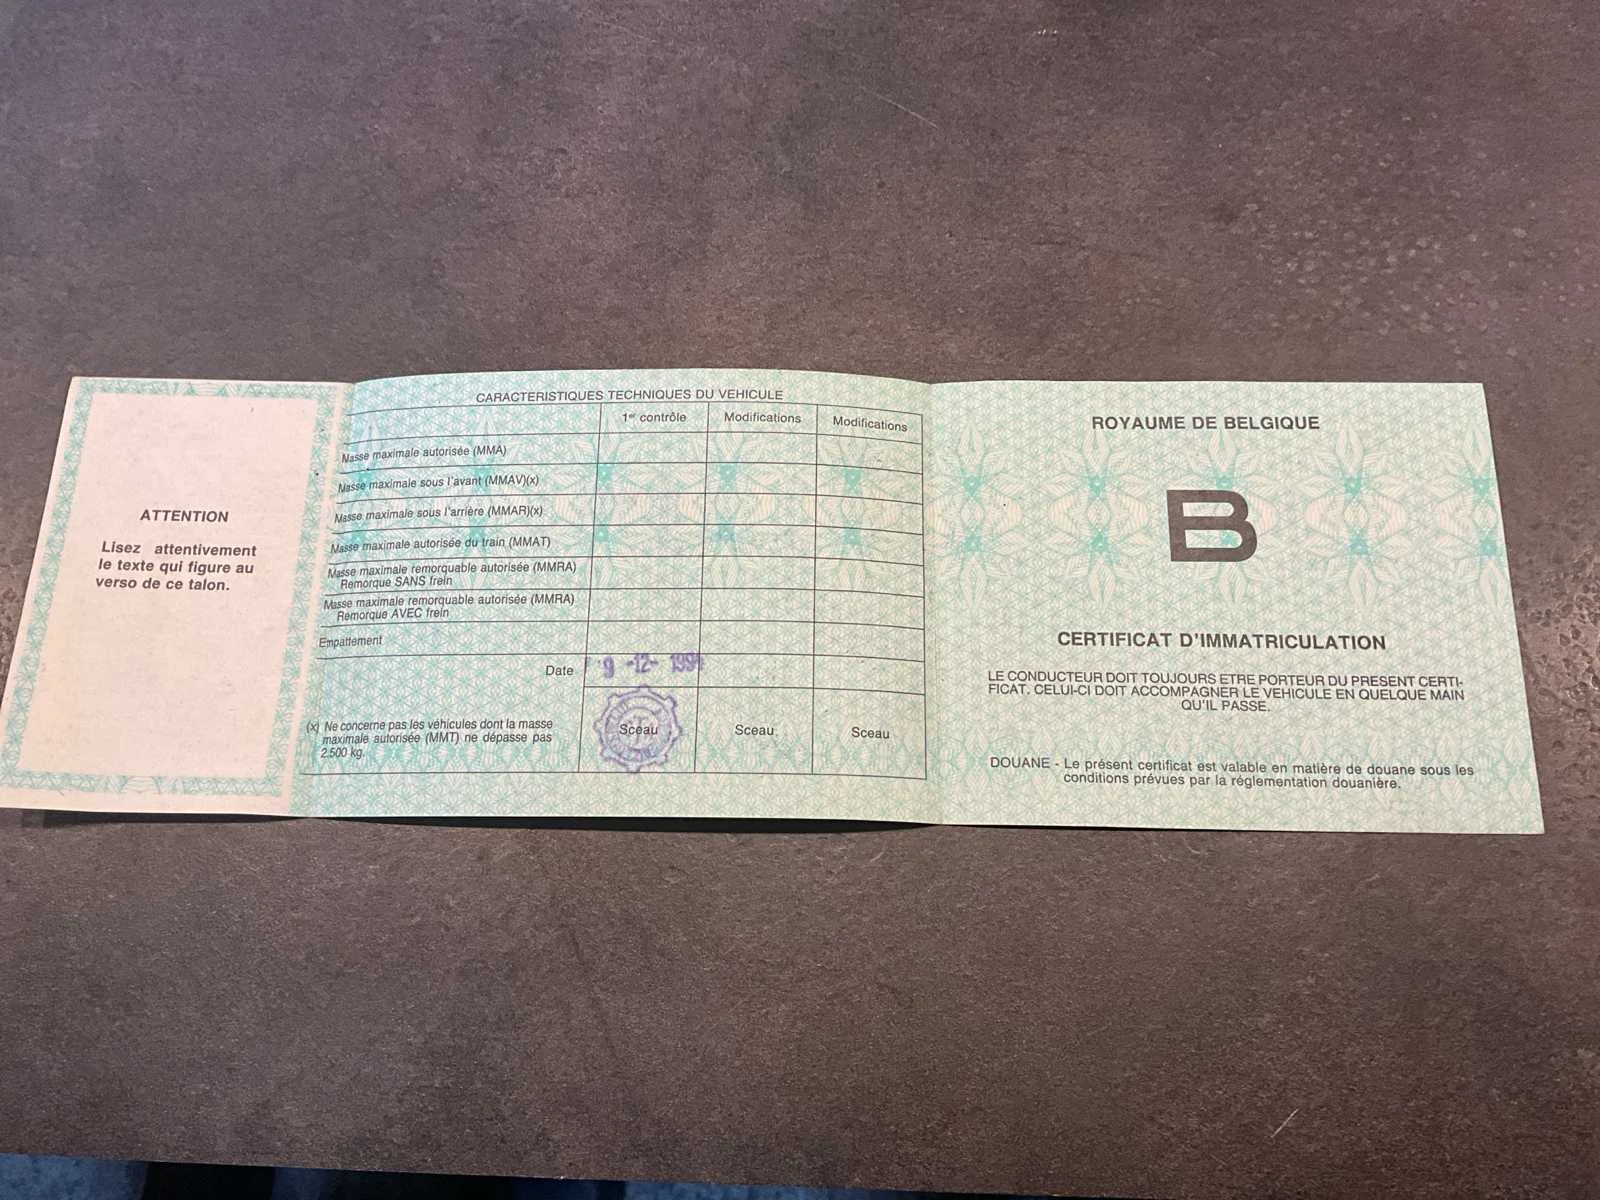 ATTENTION
Lisez attentivement
le texte qui figure au
verso de ce talon.
CARACTERISTIQUES TECHNIQUES DU VEHICULE
1er contrôle
Modifications
Modifications
Masse maximale autorisée (MMA)
Masse maximale sous l'avant (MMAV)(x)
Masse maximale sous l'arrière (MMAR)(x)
Masse maximale autorisée du train (MMAT)
Masse maximale remorquable autorisée (MMRA)
Remorque SANS frein
Masse maximale remorquable autorisée (MMRA)
Remorque AVEC frein
Empattement
Date
9 -12- 1991
(x) Ne concerne pas les véhicules dont la masse
maximale autorisée (MMT) ne dépasse pas
2.500 kg.
Sceau
Sceau
Sceau
ROYAUME DE BELGIQUE
B
CERTIFICAT D'IMMATRICULATION
LE CONDUCTEUR DOIT TOUJOURS ETRE PORTEUR DU PRESENT CERTI-
FICAT. CELUI-CI DOIT ACCOMPAGNER LE VEHICULE EN QUELQUE MAIN
QU'IL PASSE.
DOUANE - Le présent certificat est valable en matière de douane sous les
conditions prévues par la réglementation douanière.